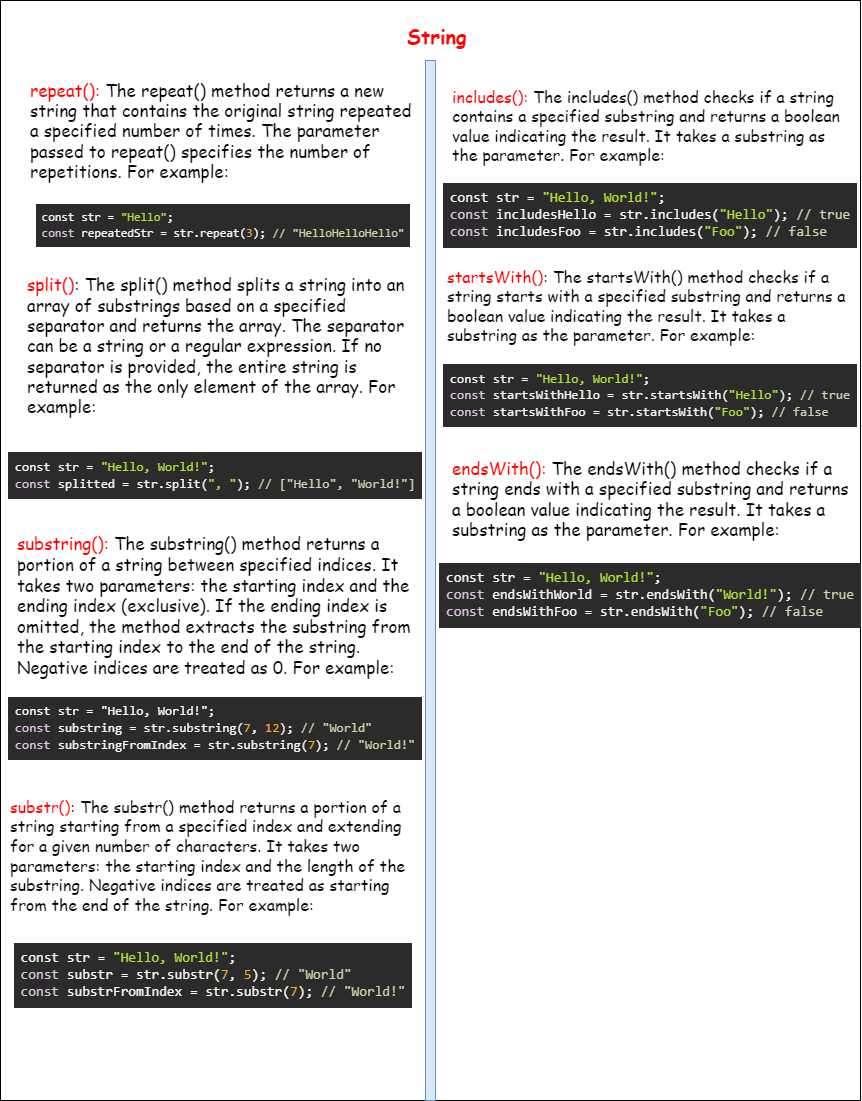 String
repeat(): The repeat() method returns a new
string that contains the original string repeated
a specified number of times. The parameter
passed to repeat() specifies the number of
repetitions. For example:
const str = "Hello";
const repeatedStr = str.repeat(3); // "HelloHelloHello"
split(): The split() method splits a string into an
array of substrings based on a specified
separator and returns the array. The separator
can be a string or a regular expression. If no
separator is provided, the entire string is
returned as the only element of the array. For
example:
const str = "Hello, World!";
const splitted = str.split(", "); // ["Hello", "World!"]
substring(): The substring() method returns a
portion of a string between specified indices. It
takes two parameters: the starting index and the
ending index (exclusive). If the ending index is
omitted, the method extracts the substring from
the starting index to the end of the string.
Negative indices are treated as 0. For example:
const str = "Hello, World!";
const substring = str.substring(7, 12); // "World"
const substringFromIndex = str.substring(7); // "World!"
substr(): The substr() method returns a portion of a
string starting from a specified index and extending
for a given number of characters. It takes two
parameters: the starting index and the length of the
substring. Negative indices are treated as starting
from the end of the string. For example:
const str = "Hello, World!";
const substr = str.substr(7, 5); // "World"
const substrFromIndex = str.substr(7); // "World!"
includes(): The includes() method checks if a string
contains a specified substring and returns a boolean
value indicating the result. It takes a substring as
the parameter. For example:
const str = "Hello, World!";
const includesHello = str.includes("Hello"); // true
const includesFoo = str.includes("Foo"); // false
startsWith(): The startsWith() method checks if a
string starts with a specified substring and returns a
boolean value indicating the result. It takes a
substring as the parameter. For example:
const str = "Hello, World!";
const startsWithHello = str.startsWith("Hello"); // true
const startsWithFoo = str.startsWith("Foo"); // false
endsWith(): The endsWith() method checks if a
string ends with a specified substring and returns
a boolean value indicating the result. It takes a
substring as the parameter. For example:
const str = "Hello, World!";
const endsWithWorld = str.endsWith("World!"); // true
const endsWithFoo = str.endsWith("Foo"); // false